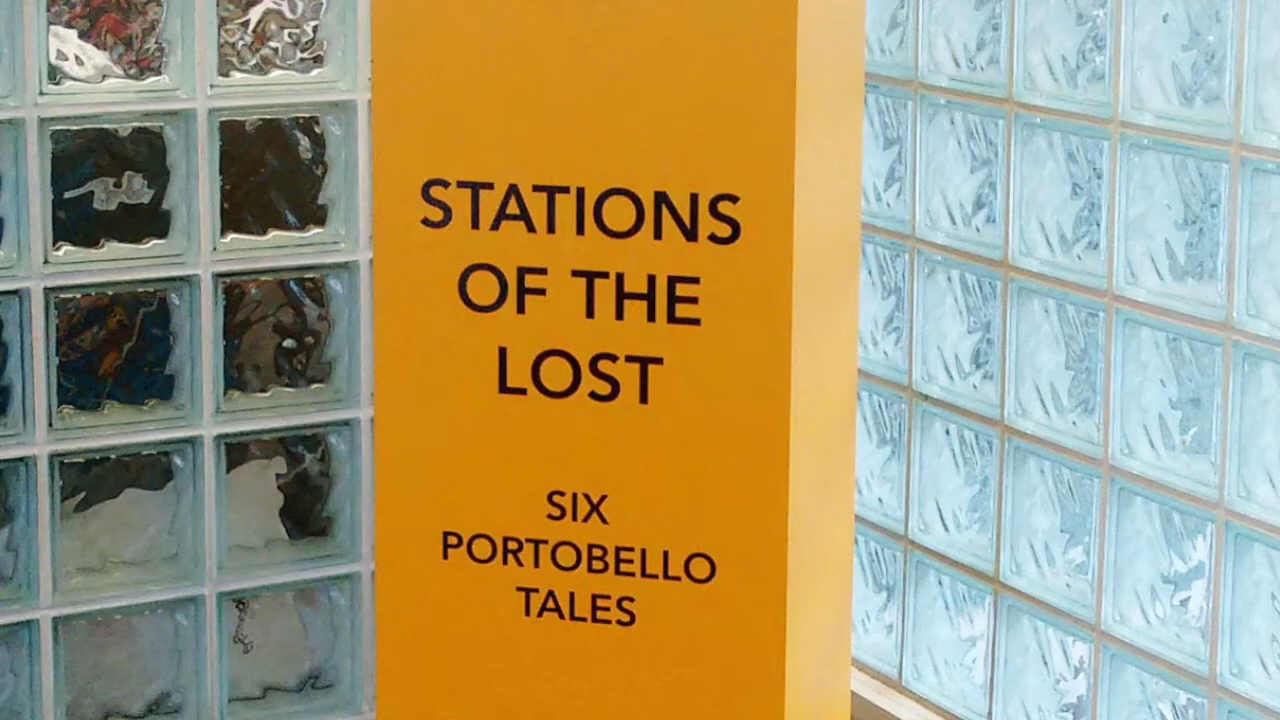 STATIONS
OF THE
LOST
SIX
PORTOBELLO
TALES